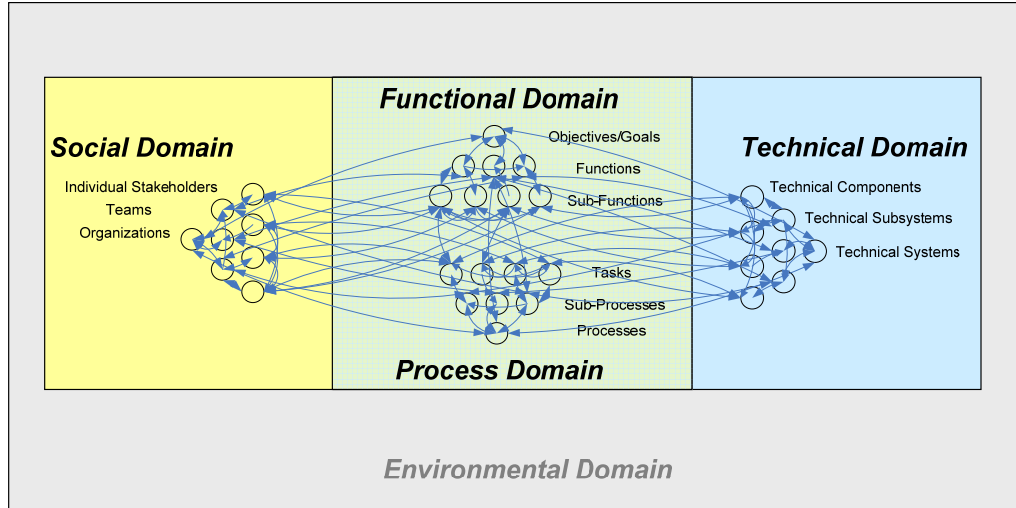 Functional Domain
Social Domain
Technical Domain
Objectives/Goals
Functions
Sub-Functions
Individual Stakeholders
Teams
Organizations
Technical Components
Technical Subsystems
Technical Systems
Tasks
Sub-Processes
Processes
Process Domain
Environmental Domain